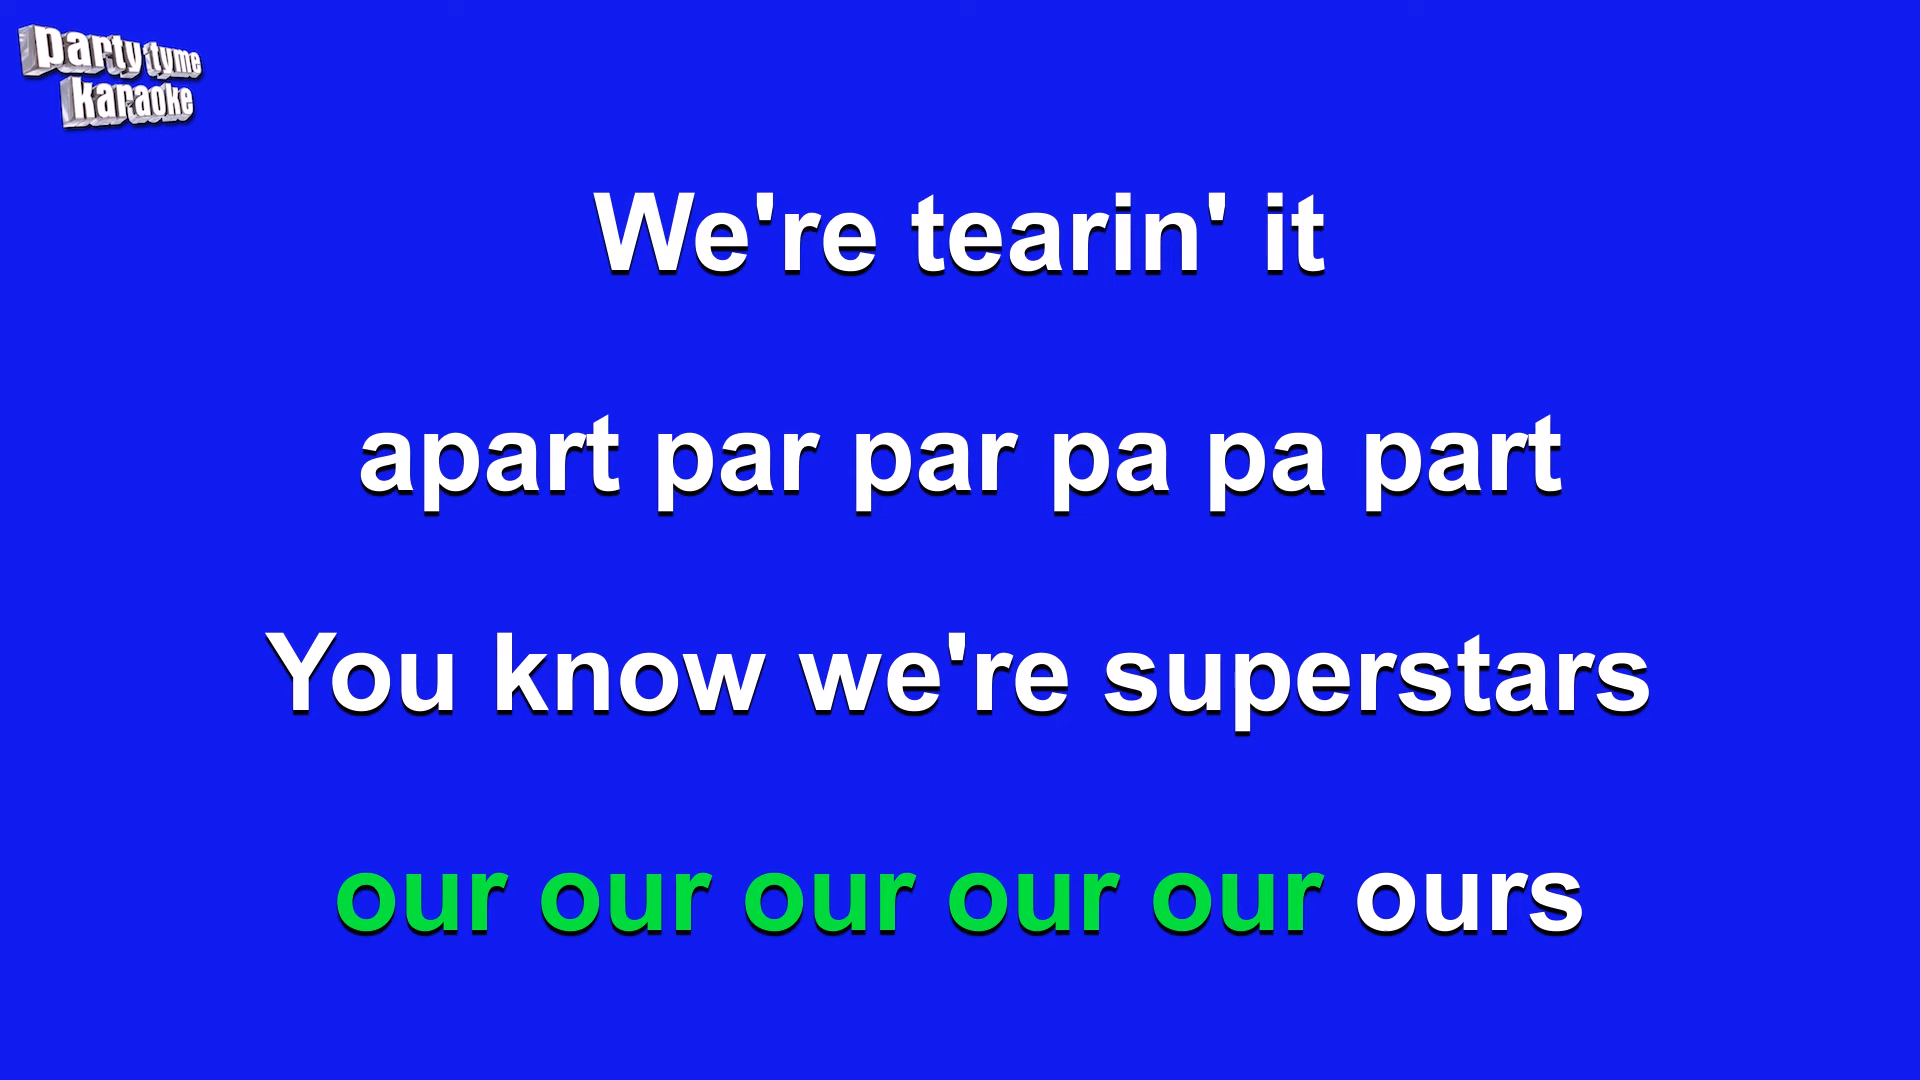 party tyme
karaoke
We're tearin' it
apart par par pa pa part
You know we're superstars
our our our our our ours